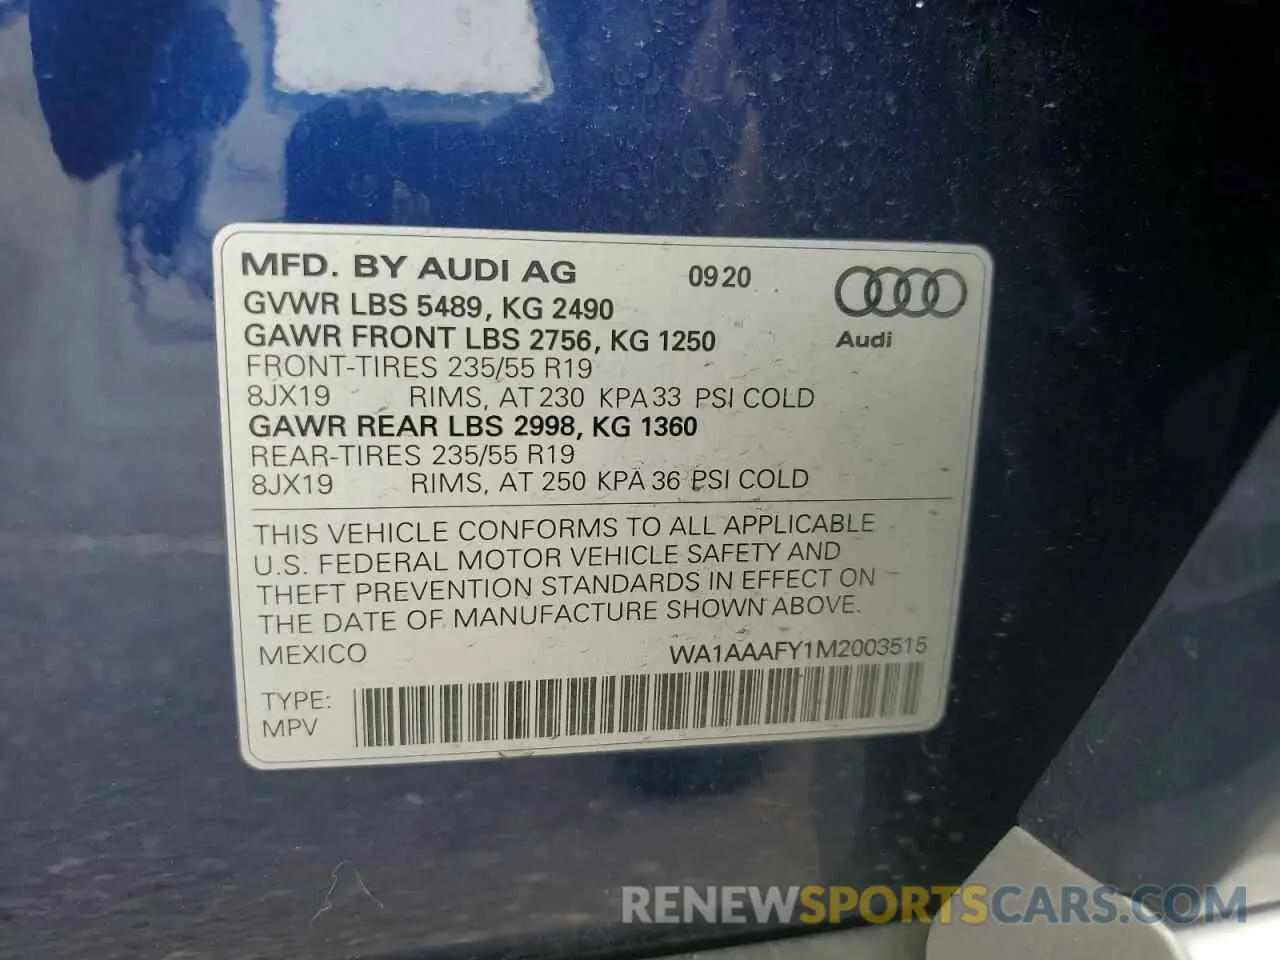 MFD. BY AUDI AG 0920
GVWR LBS 5489, KG 2490
GAWR FRONT LBS 2756, KG 1250
Audi
FRONT-TIRES 235/55 R19
8JX19 RIMS, AT 230 KPA 33 PSI COLD
GAWR REAR LBS 2998, KG 1360
REAR-TIRES 235/55 R19
8JX19 RIMS, AT 250 KPA 36 PSI COLD
THIS VEHICLE CONFORMS TO ALL APPLICABLE
U.S. FEDERAL MOTOR VEHICLE SAFETY AND
THEFT PREVENTION STANDARDS IN EFFECT ON
THE DATE OF MANUFACTURE SHOWN ABOVE.
MEXICO WA1AAAFY1M2003515
TYPE:
MPV
RENEWSPORTSCARS.COM